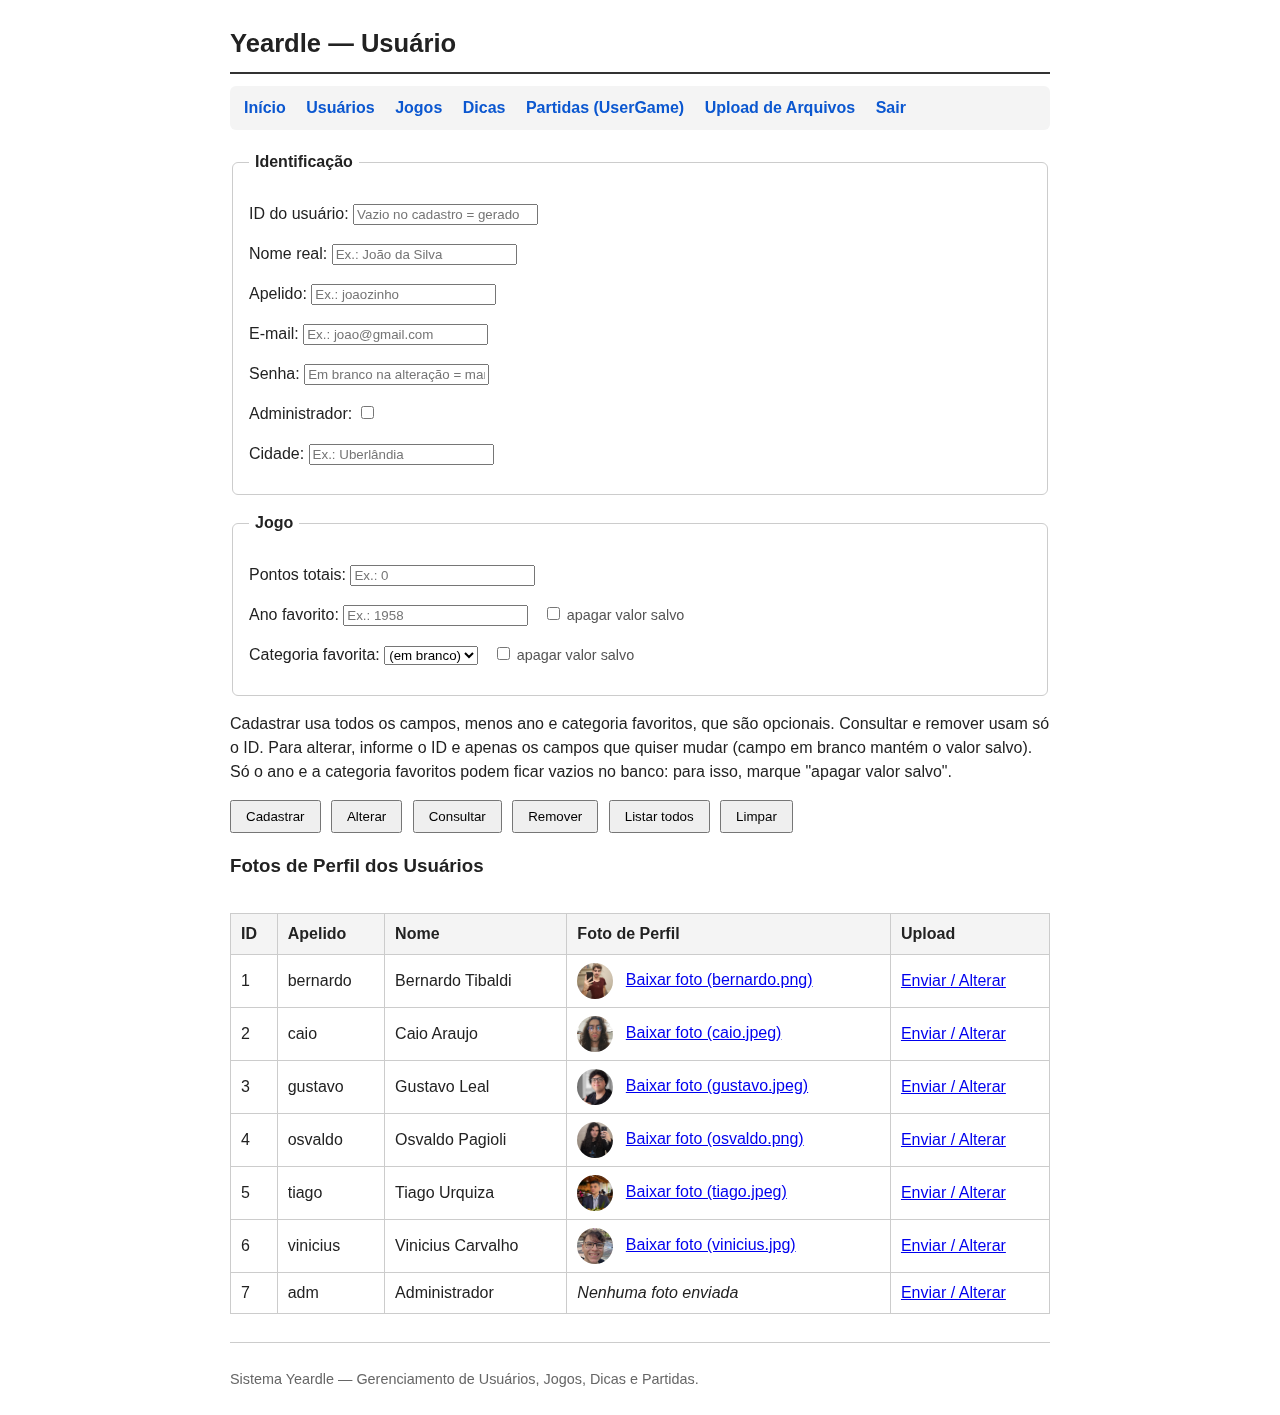 Yeardle — Usuário
Início Usuários Jogos Dicas Partidas (UserGame) Upload de Arquivos Sair
Identificação
ID do usuário: Vazio no cadastro = gerado
Nome real: Ex.: João da Silva
Apelido: Ex.: joaozinho
E-mail: Ex.: joao@gmail.com
Senha: Em branco na alteração =
Administrador:
Cidade: Ex.: Uberlândia
Jogo
Pontos totais: Ex.: 0
Ano favorito: Ex.: 1958 apagar valor salvo
Categoria favorita: (em branco) apagar valor salvo
Cadastrar usa todos os campos, menos ano e categoria favoritos, que são opcionais. Consultar e remover usam só
o ID. Para alterar, informe o ID e apenas os campos que quiser mudar (campo em branco mantém o valor salvo).
Só o ano e a categoria favoritos podem ficar vazios no banco: para isso, marque "apagar valor salvo".
Cadastrar Alterar Consultar Remover Listar todos Limpar
Fotos de Perfil dos Usuários
ID Apelido Nome Foto de Perfil Upload
1 bernardo Bernardo Tibaldi Baixar foto (bernardo.png) Enviar / Alterar
2 caio Caio Araujo Baixar foto (caio.jpeg) Enviar / Alterar
3 gustavo Gustavo Leal Baixar foto (gustavo.jpeg) Enviar / Alterar
4 osvaldo Osvaldo Pagioli Baixar foto (osvaldo.png) Enviar / Alterar
5 tiago Tiago Urquiza Baixar foto (tiago.jpeg) Enviar / Alterar
6 vinicius Vinicius Carvalho Baixar foto (vinicius.jpg) Enviar / Alterar
7 adm Administrador Nenhuma foto enviada Enviar / Alterar
Sistema Yeardle — Gerenciamento de Usuários, Jogos, Dicas e Partidas.